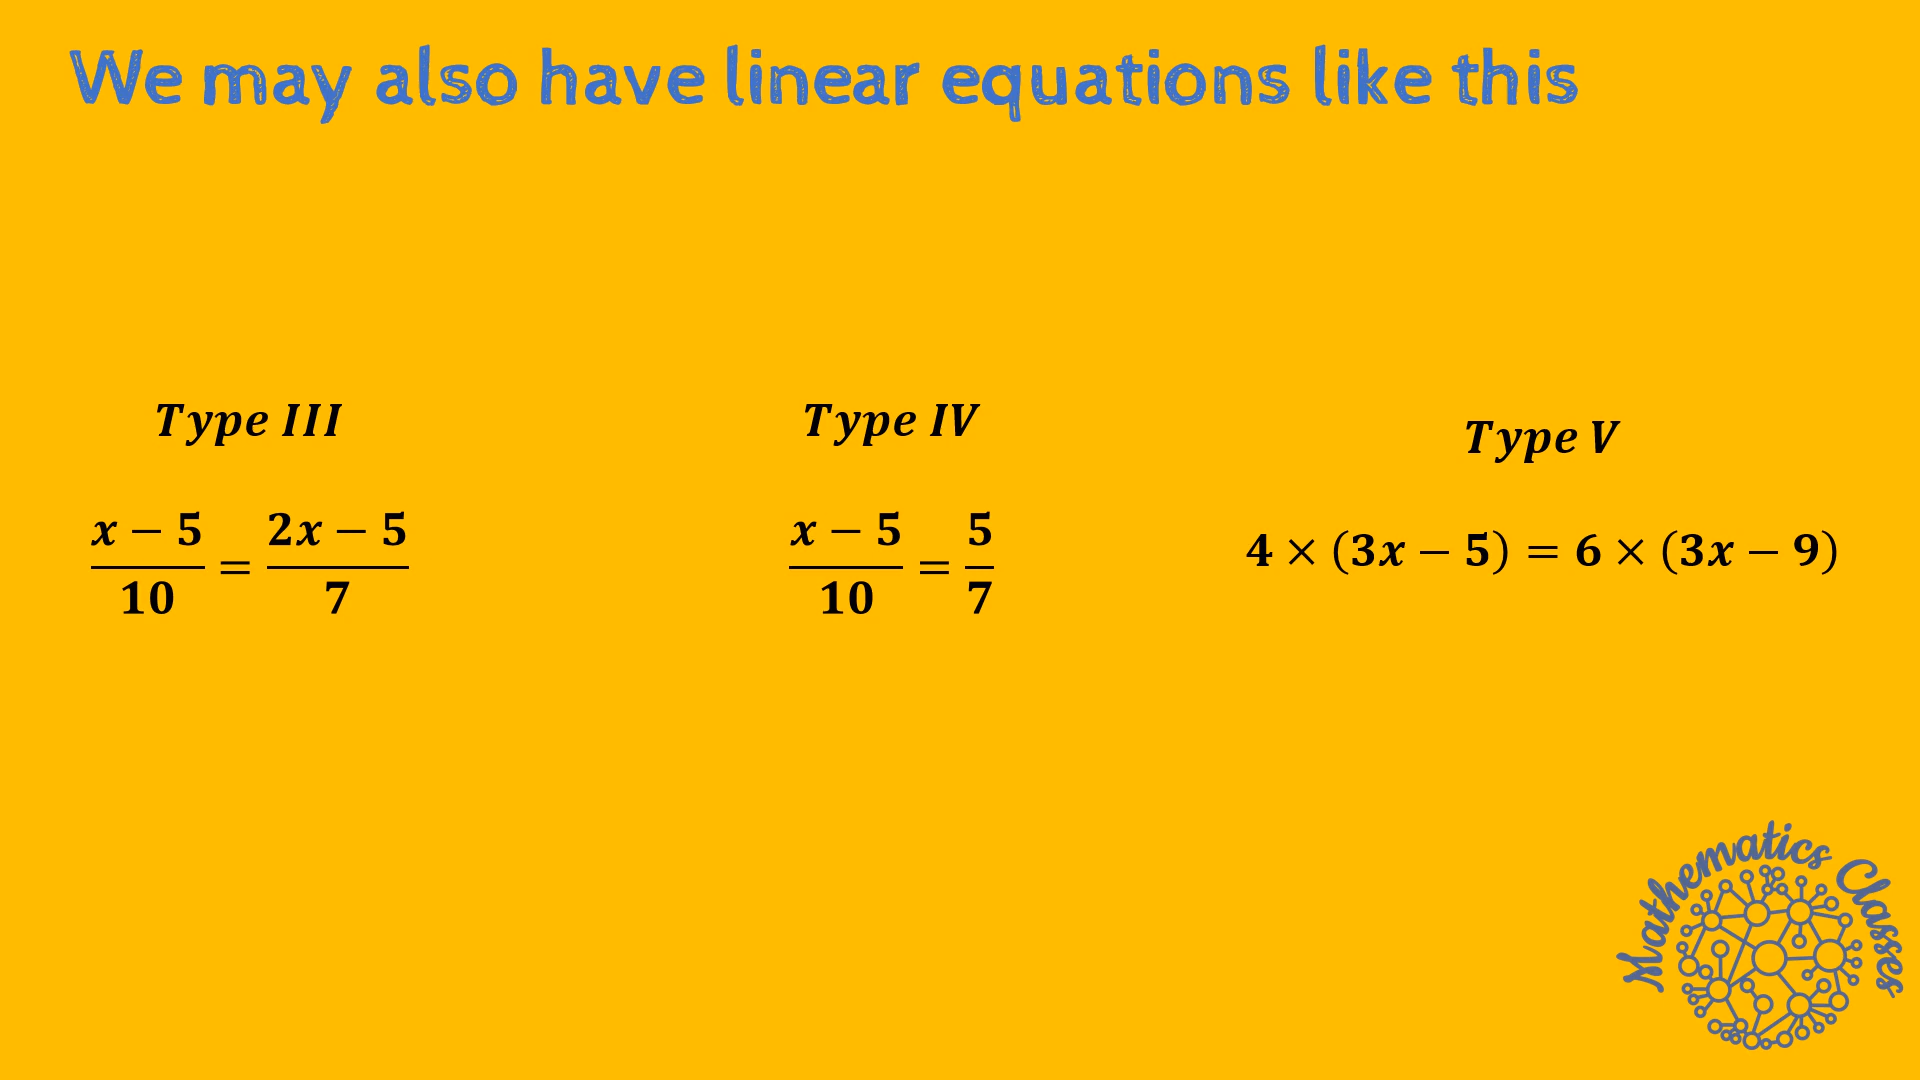 We may also have linear equations like this
Type III
Type IV
Type V
x − 5 / 10 = 2x − 5 / 7
x − 5 / 10 = 5 / 7
4 × (3x − 5) = 6 × (3x − 9)
Mathematics Classes